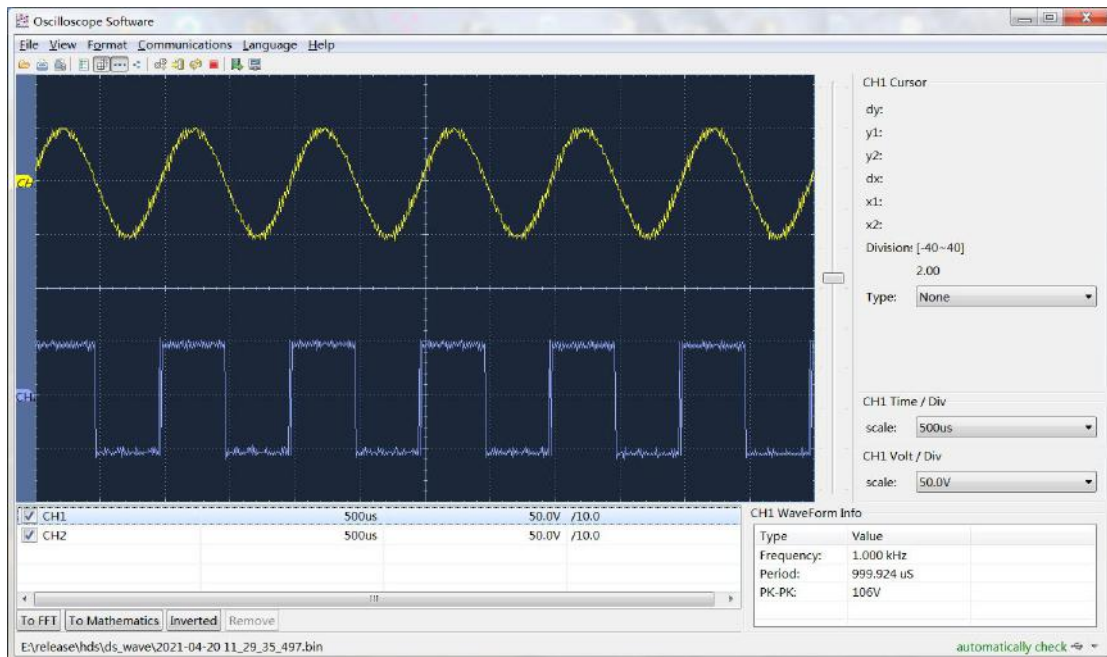 Oscilloscope Software
File View Format Communications Language Help
CH1 Cursor
dy:
y1:
y2:
dx:
x1:
x2:
Division: [-40~40]
2.00
Type: None
CH1 Time / Div
scale: 500us
CH1 Volt / Div
scale: 50.0V
CH1 500us 50.0V /10.0
CH2 500us 50.0V /10.0
To FFT To Mathematics Inverted Remove
CH1 WaveForm Info
Type Value
Frequency: 1.000 kHz
Period: 999.924 uS
PK-PK: 106V
E:\release\hds\ds_wave\2021-04-20 11_29_35_497.bin
automatically check